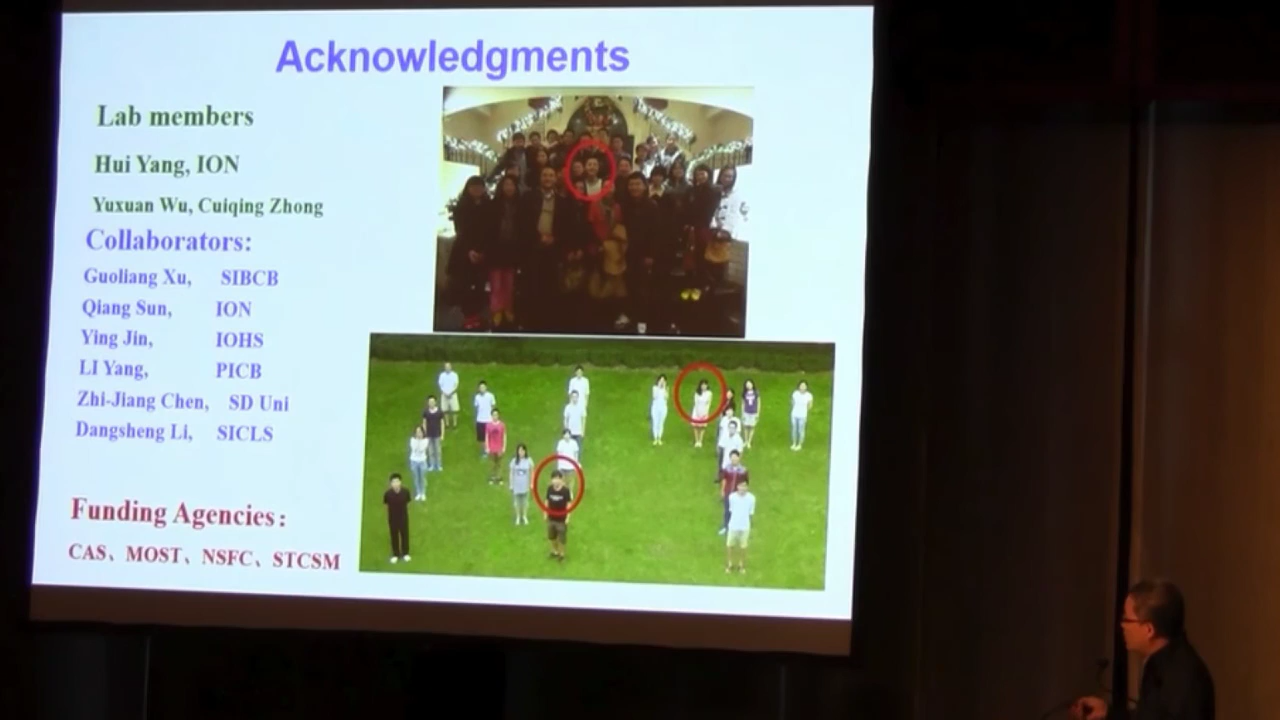 Acknowledgments
Lab members
Hui Yang, ION
Yuxuan Wu, Cuiqing Zhong
Collaborators:
Guoliang Xu, SIBCB
Qiang Sun, ION
Ying Jin, IOHS
LI Yang, PICB
Zhi-Jiang Chen, SD Uni
Dangsheng Li, SICLS
Funding Agencies：
CAS、MOST、NSFC、STCSM